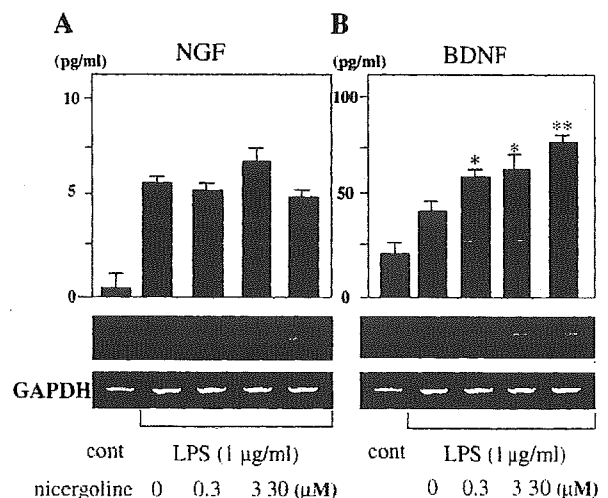 A B
NGF BDNF
(pg/ml) (pg/ml)
10 100
5 50
0 0
* * **
GAPDH
cont LPS (1 μg/ml) cont LPS (1 μg/ml)
nicergoline 0 0.3 3 30 (μM) 0 0.3 3 30 (μM)